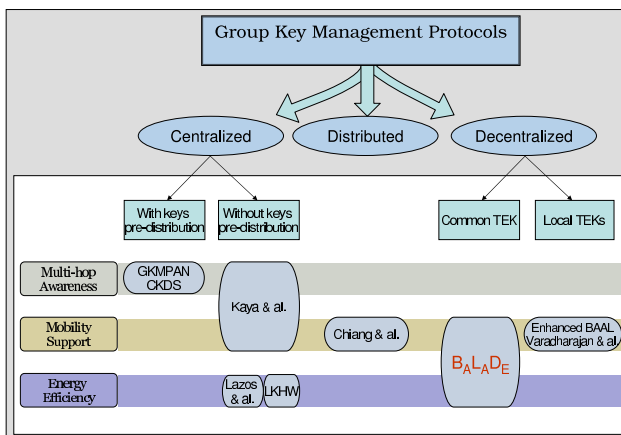 Group Key Management Protocols
Centralized
Distributed
Decentralized
With keys
pre-distribution
Without keys
pre-distribution
Common TEK
Local TEKs
Multi-hop
Awareness
GKMPAN
CKDS
Kaya & al.
Mobility
Support
Chiang & al.
BALADE
Enhanced BAAL
Varadharajan & al.
Energy
Efficiency
Lazos
& al.
LKHW